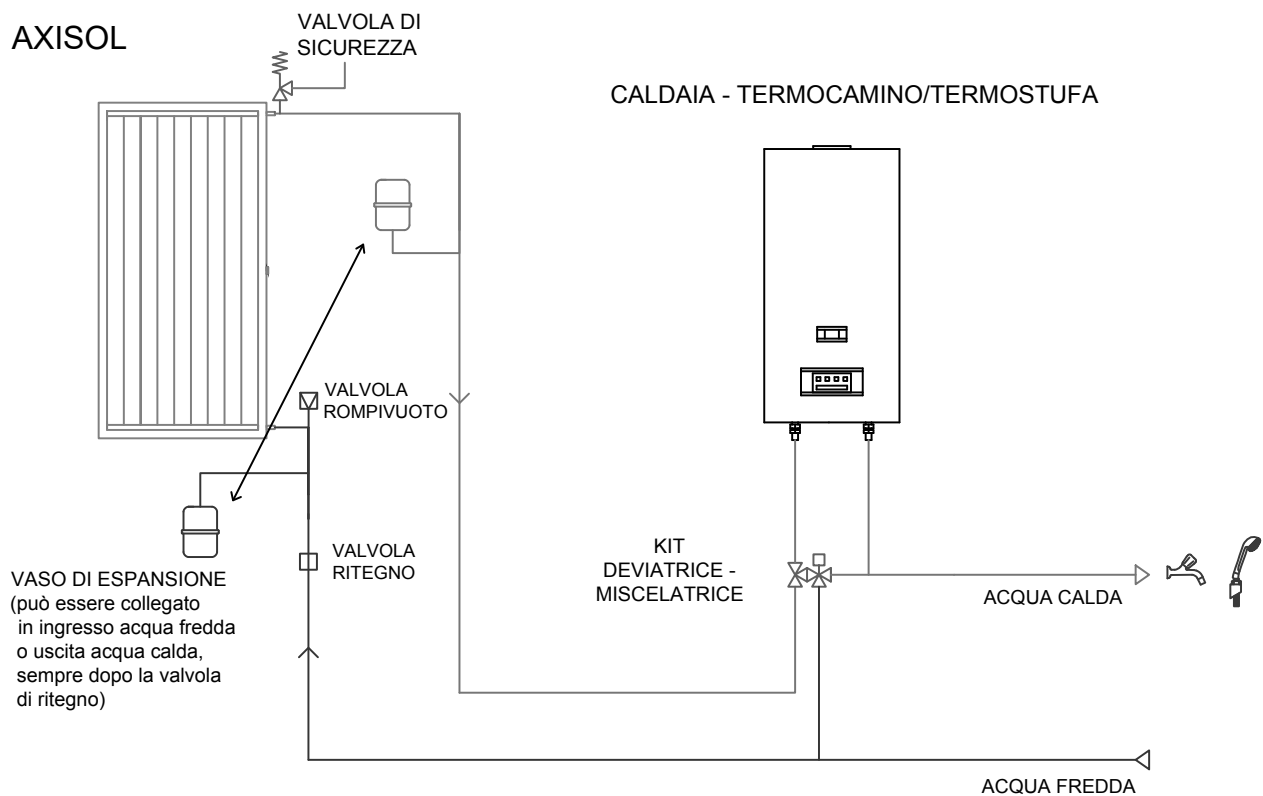 AXISOL
VALVOLA DI
SICUREZZA
CALDAIA - TERMOCAMINO/TERMOSTUFA
VALVOLA
ROMPIVUOTO
VALVOLA
RITEGNO
VASO DI ESPANSIONE
(può essere collegato
in ingresso acqua fredda
o uscita acqua calda,
sempre dopo la valvola
di ritegno)
KIT
DEVIATRICE -
MISCELATRICE
ACQUA CALDA
ACQUA FREDDA